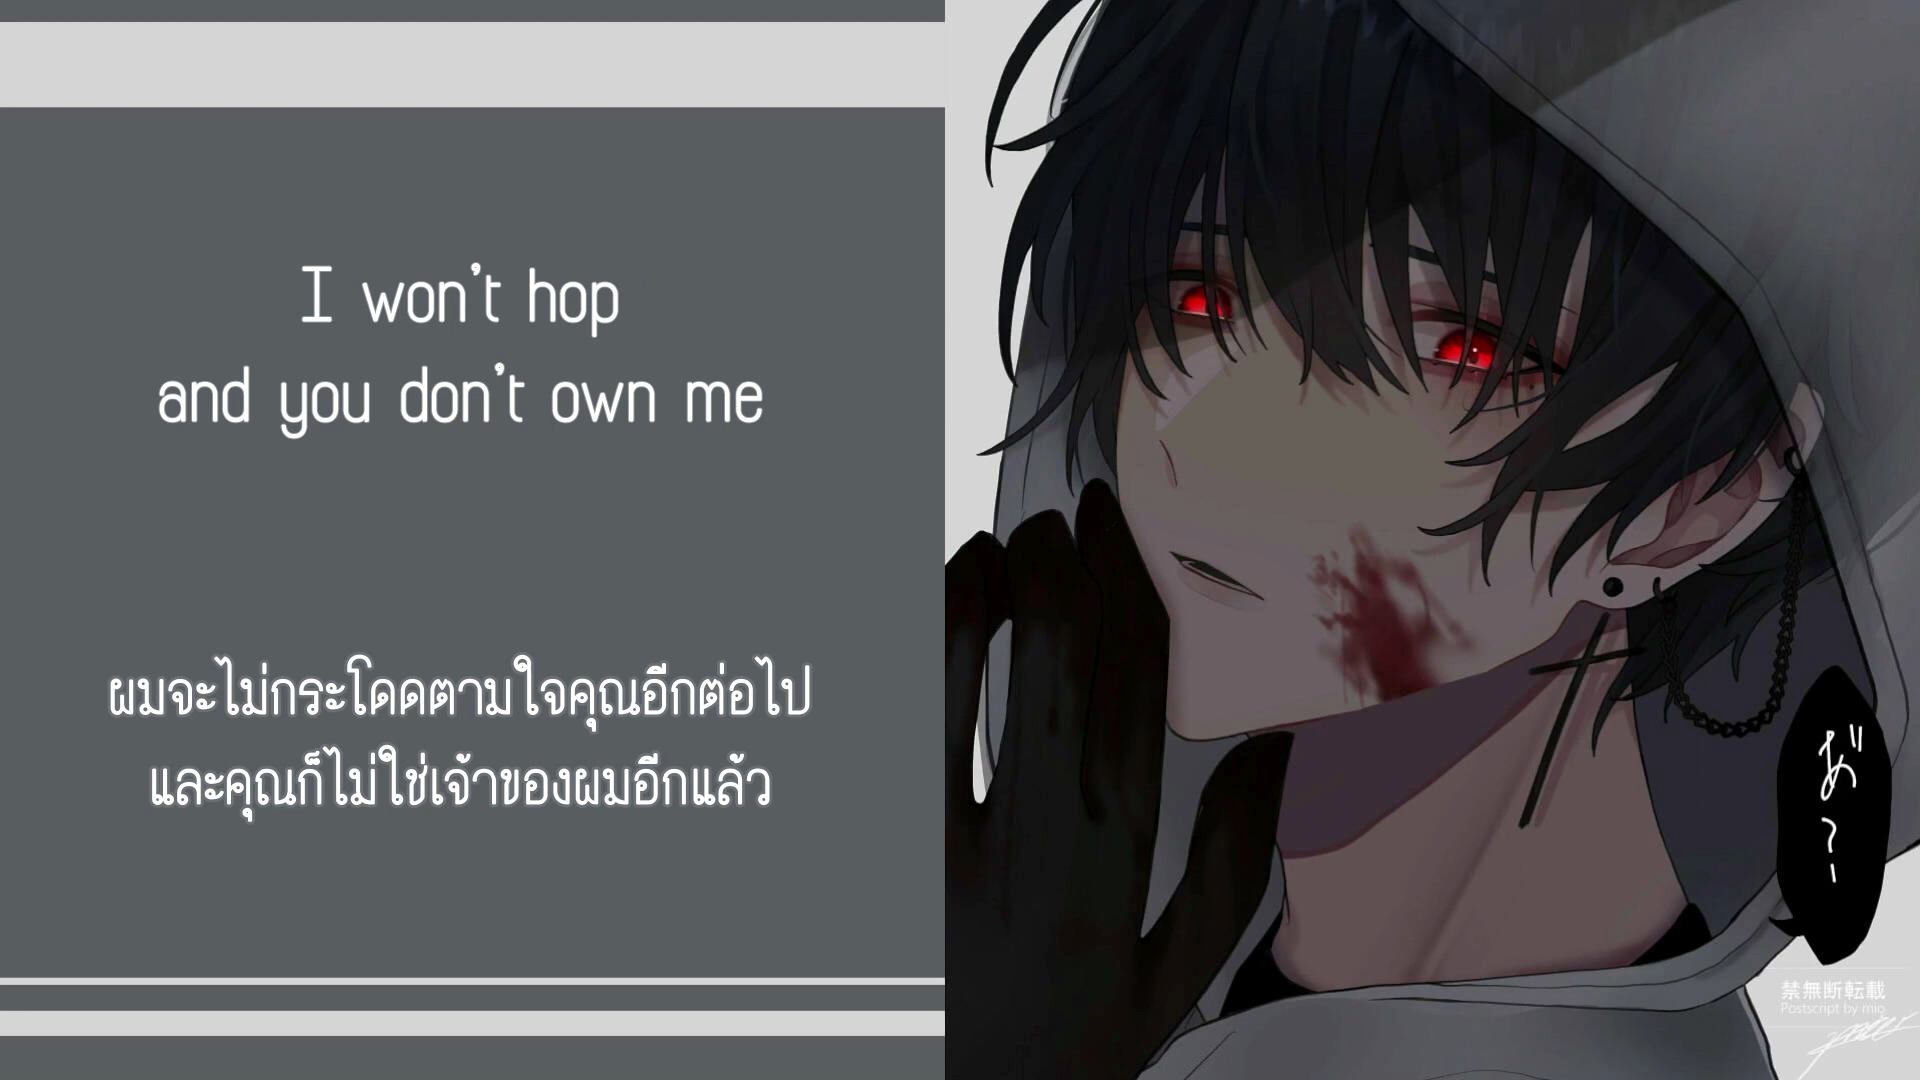 I won't hop
and you don't own me
ผมจะไม่กระโดดตามใจคุณอีกต่อไป
และคุณก็ไม่ใช่เจ้าของผมอีกแล้ว
あ゛?
禁無断転載
Postscript by mio